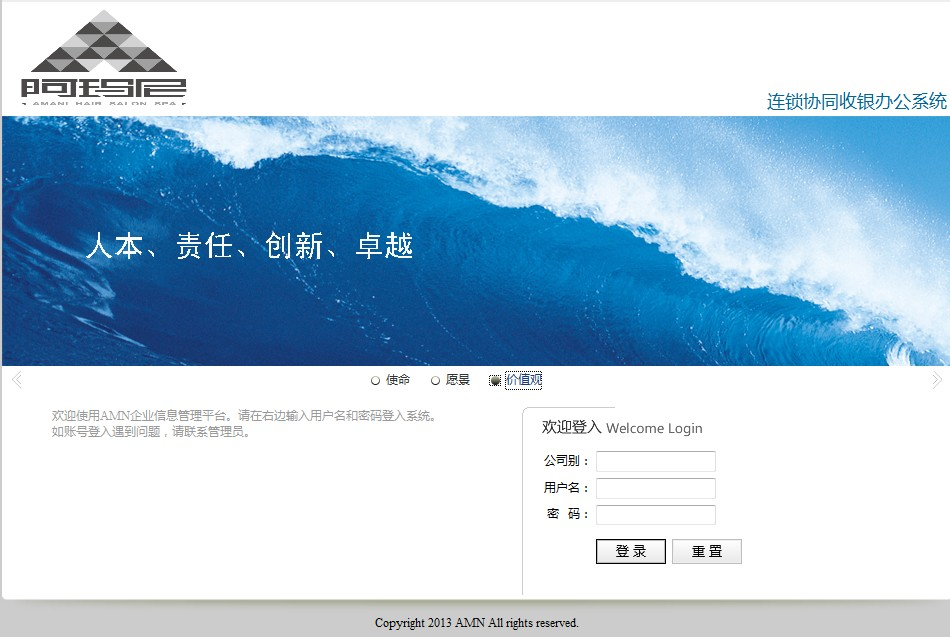 阿玛尼
AMANI HAIR SALON SPA
连锁协同收银办公系统
人本、责任、创新、卓越
使命 愿景 价值观
欢迎使用AMN企业信息管理平台。请在右边输入用户名和密码登入系统。
如账号登入遇到问题，请联系管理员。
欢迎登入 Welcome Login
公司别：
用户名：
密 码：
登 录 重 置
Copyright 2013 AMN All rights reserved.